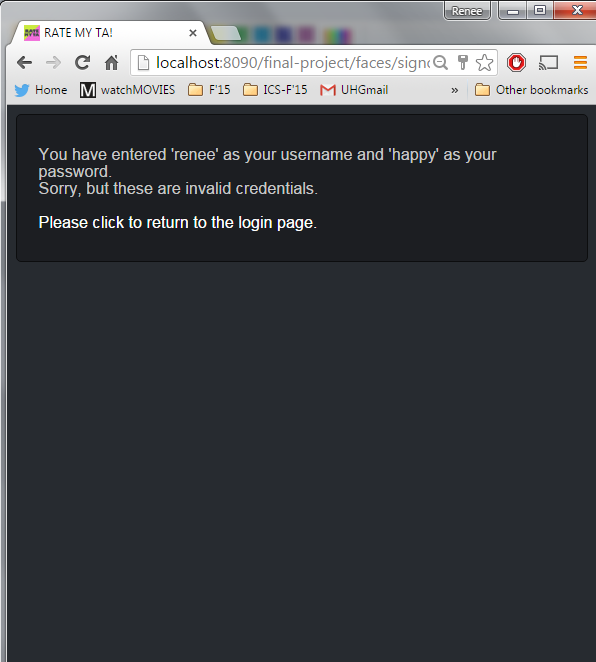 Renee
RATE MY TA!
localhost:8090/final-project/faces/sign
Home M watchMOVIES F'15 ICS-F'15 UHGmail » Other bookmarks
You have entered 'renee' as your username and 'happy' as your
password.
Sorry, but these are invalid credentials.
Please click to return to the login page.